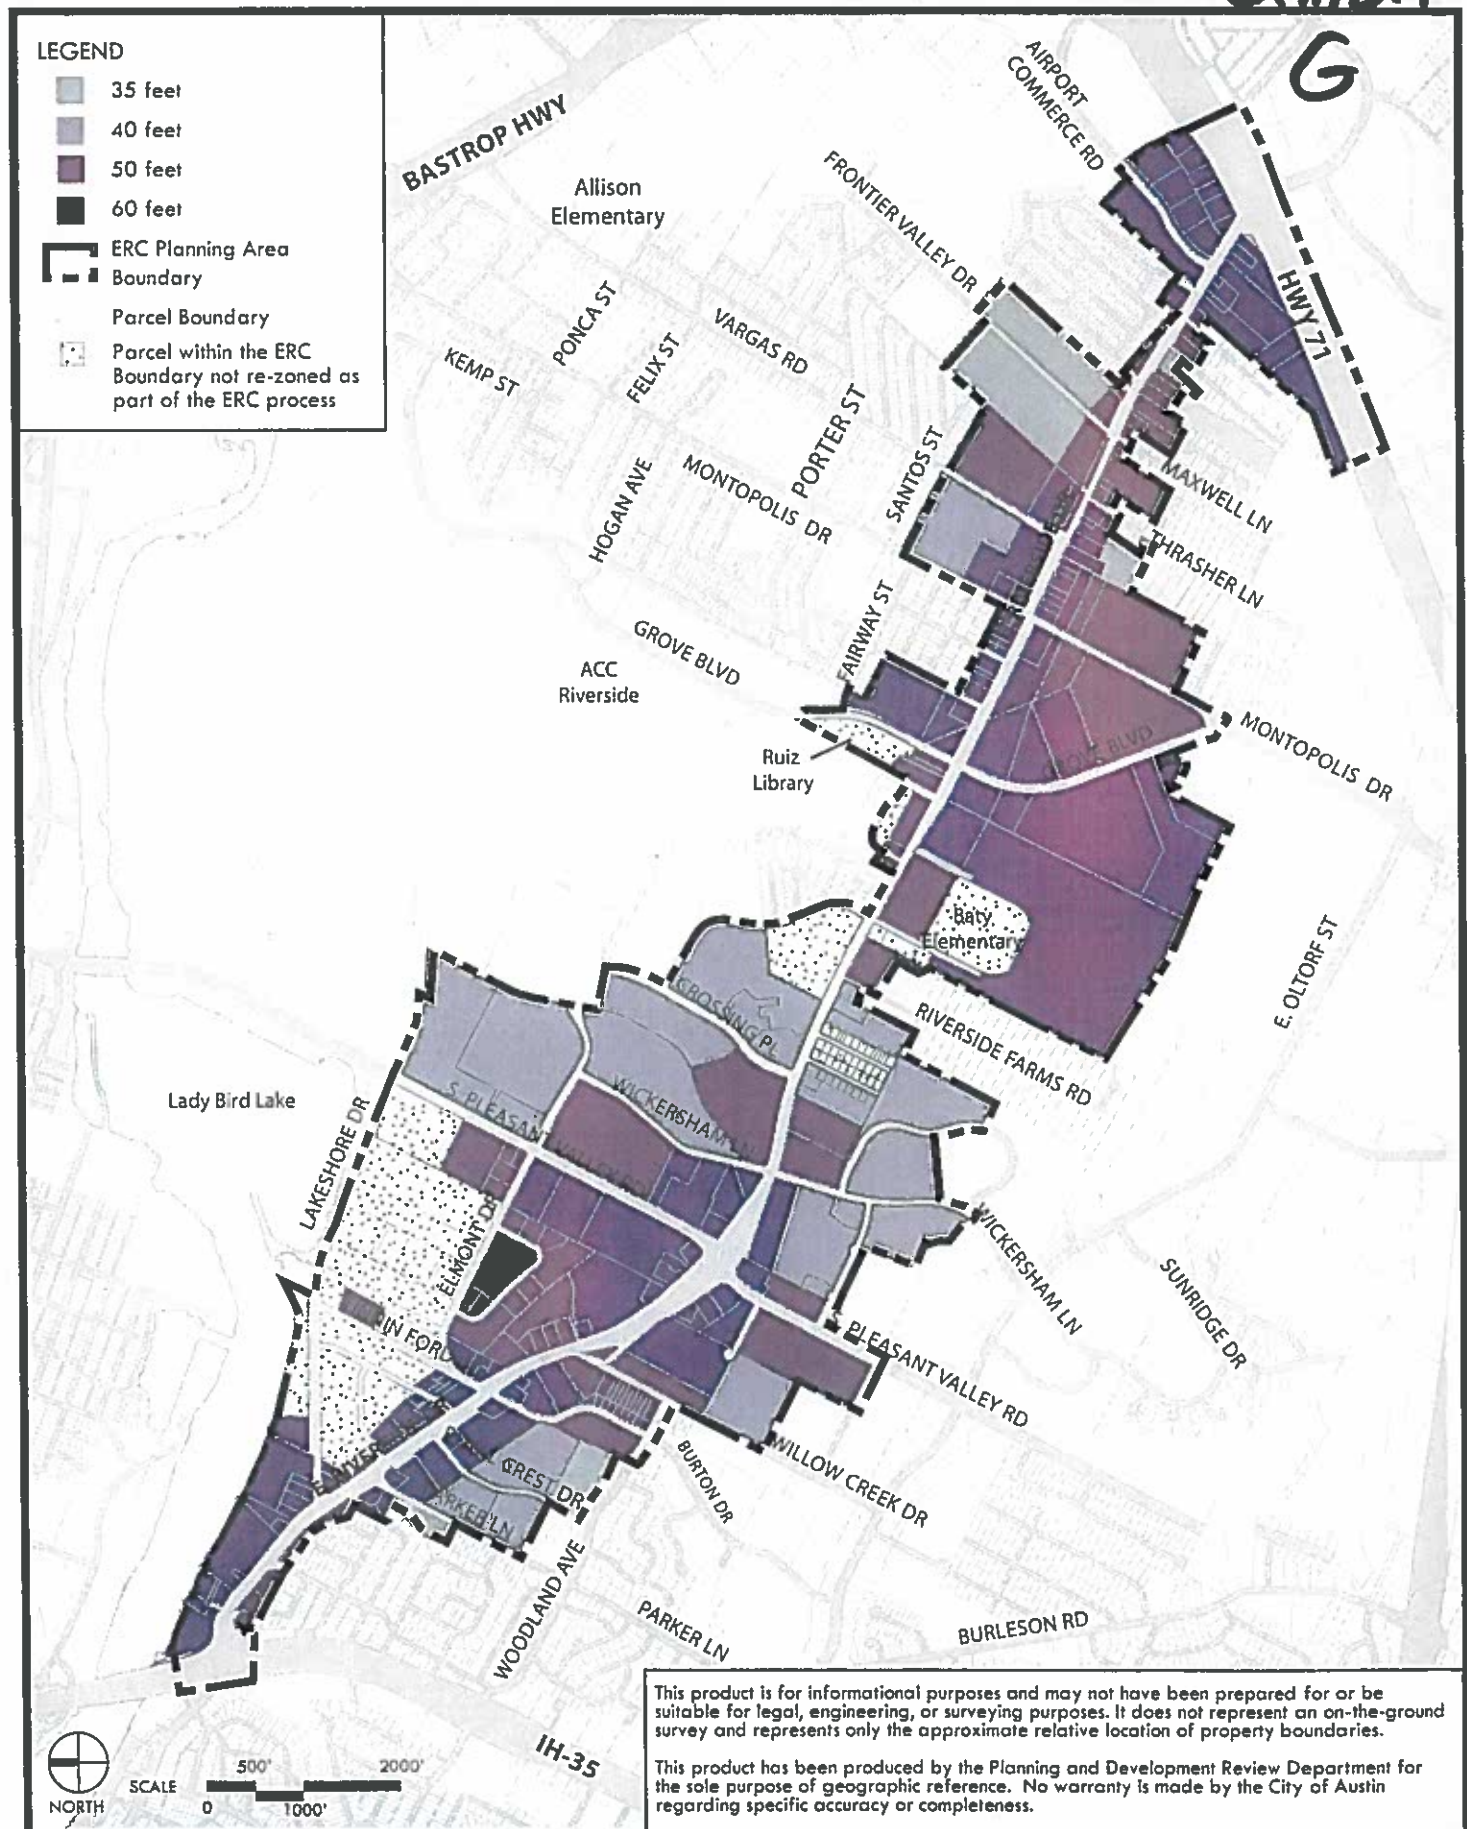 G
LEGEND
35 feet
40 feet
50 feet
60 feet
ERC Planning Area
Boundary
Parcel Boundary
Parcel within the ERC
Boundary not re-zoned as
part of the ERC process
BASTROP HWY
Allison
Elementary
AIRPORT
COMMERCE RD
FRONTIER VALLEY DR
HWY 71
PONCA ST
VARGAS RD
KEMP ST
FELIX ST
PORTER ST
SANTOS ST
MAXWELL LN
HOGAN AVE
MONTOPOLIS DR
THRASHER LN
FAIRWAY ST
GROVE BLVD
ACC
Riverside
Ruiz
Library
GROVE BLVD
MONTOPOLIS DR
Baty
Elementary
E. OLTORF ST
CROSSING PL
RIVERSIDE FARMS RD
Lady Bird Lake
LAKESHORE DR
S. PLEASANT VALLEY RD
WICKERSHAM LN
ELMONT DR
WICKERSHAM LN
SUNRIDGE DR
IN FORD
PLEASANT VALLEY RD
WILLOW CREEK DR
BURTON DR
CREST DR
WOODLAND AVE
PARKER LN
BURLESON RD
IH-35
NORTH
SCALE
500'
2000'
0
1000'
This product is for informational purposes and may not have been prepared for or be
suitable for legal, engineering, or surveying purposes. It does not represent an on-the-ground
survey and represents only the approximate relative location of property boundaries.
This product has been produced by the Planning and Development Review Department for
the sole purpose of geographic reference. No warranty is made by the City of Austin
regarding specific accuracy or completeness.